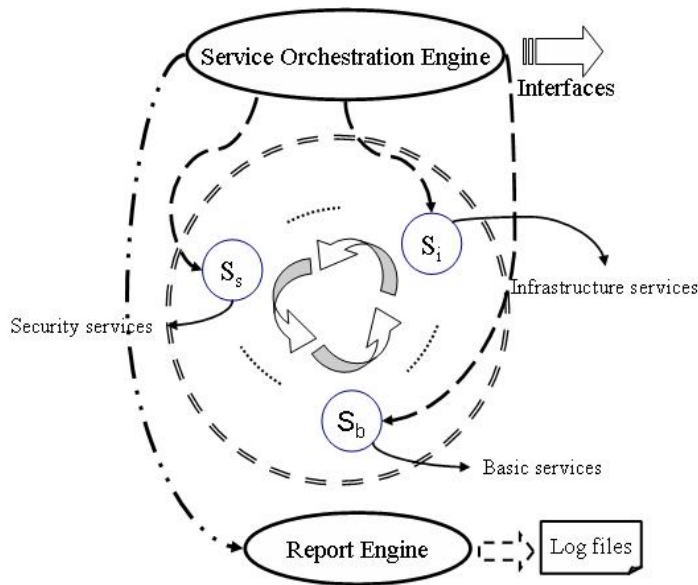 Service Orchestration Engine
Interfaces
Ss
Si
Infrastructure services
Security services
Sb
Basic services
Report Engine
Log files